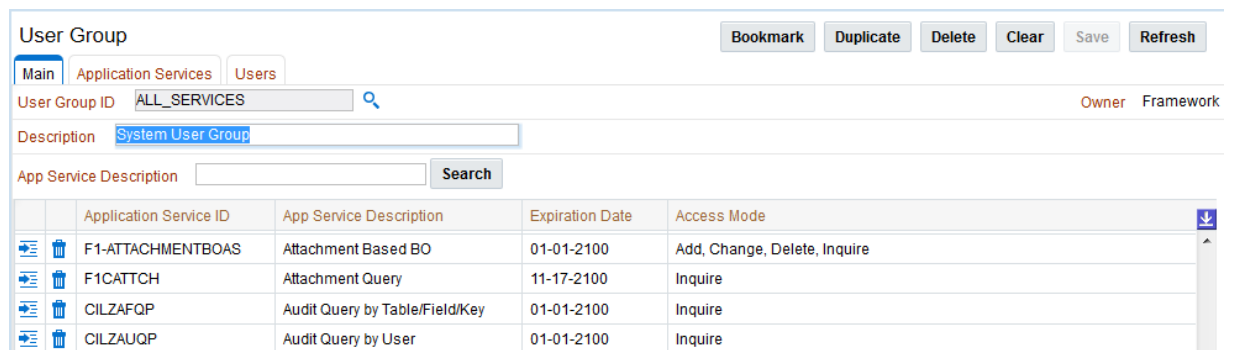 User Group Bookmark Duplicate Delete Clear Save Refresh
Main Application Services Users
User Group ID ALL_SERVICES Owner Framework
Description System User Group
App Service Description Search
Application Service ID App Service Description Expiration Date Access Mode
F1-ATTACHMENTBOAS Attachment Based BO 01-01-2100 Add, Change, Delete, Inquire
F1CATTCH Attachment Query 11-17-2100 Inquire
CILZAFQP Audit Query by Table/Field/Key 01-01-2100 Inquire
CILZAUQP Audit Query by User 01-01-2100 Inquire